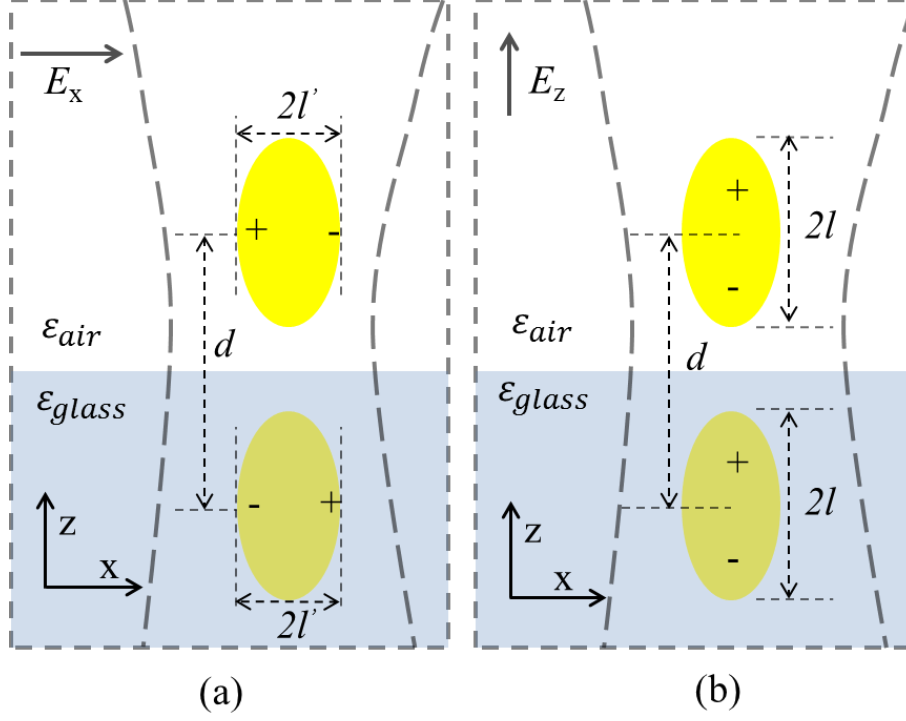 Ex
2l’
+ -
εair
d
εglass
- +
z
x
2l’
(a)
Ez
+
2l
-
εair
d
εglass
+
2l
z
-
x
(b)